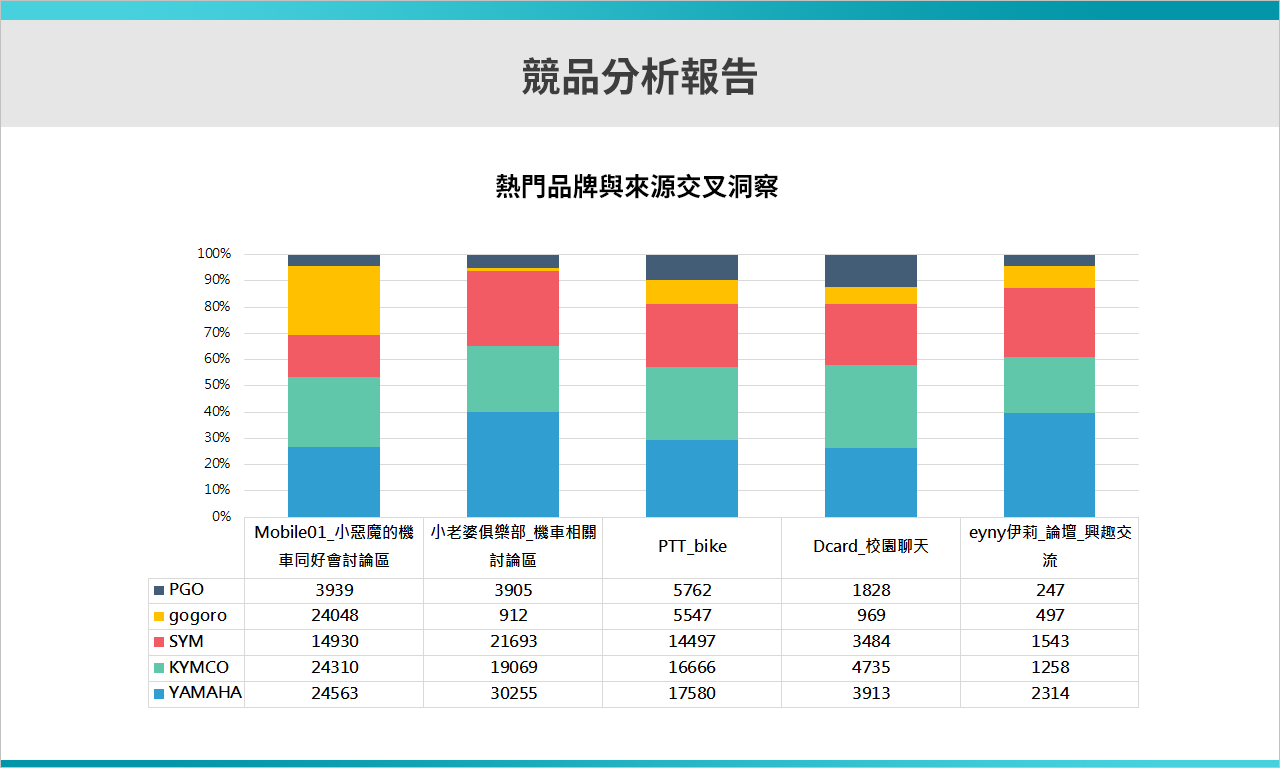 競品分析報告
熱門品牌與來源交叉洞察
100%
90%
80%
70%
60%
50%
40%
30%
20%
10%
0%
Mobile01_小惡魔的機車同好會討論區
小老婆俱樂部_機車相關討論區
PTT_bike
Dcard_校園聊天
eyny伊莉_論壇_興趣交流
PGO 3939 3905 5762 1828 247
gogoro 24048 912 5547 969 497
SYM 14930 21693 14497 3484 1543
KYMCO 24310 19069 16666 4735 1258
YAMAHA 24563 30255 17580 3913 2314